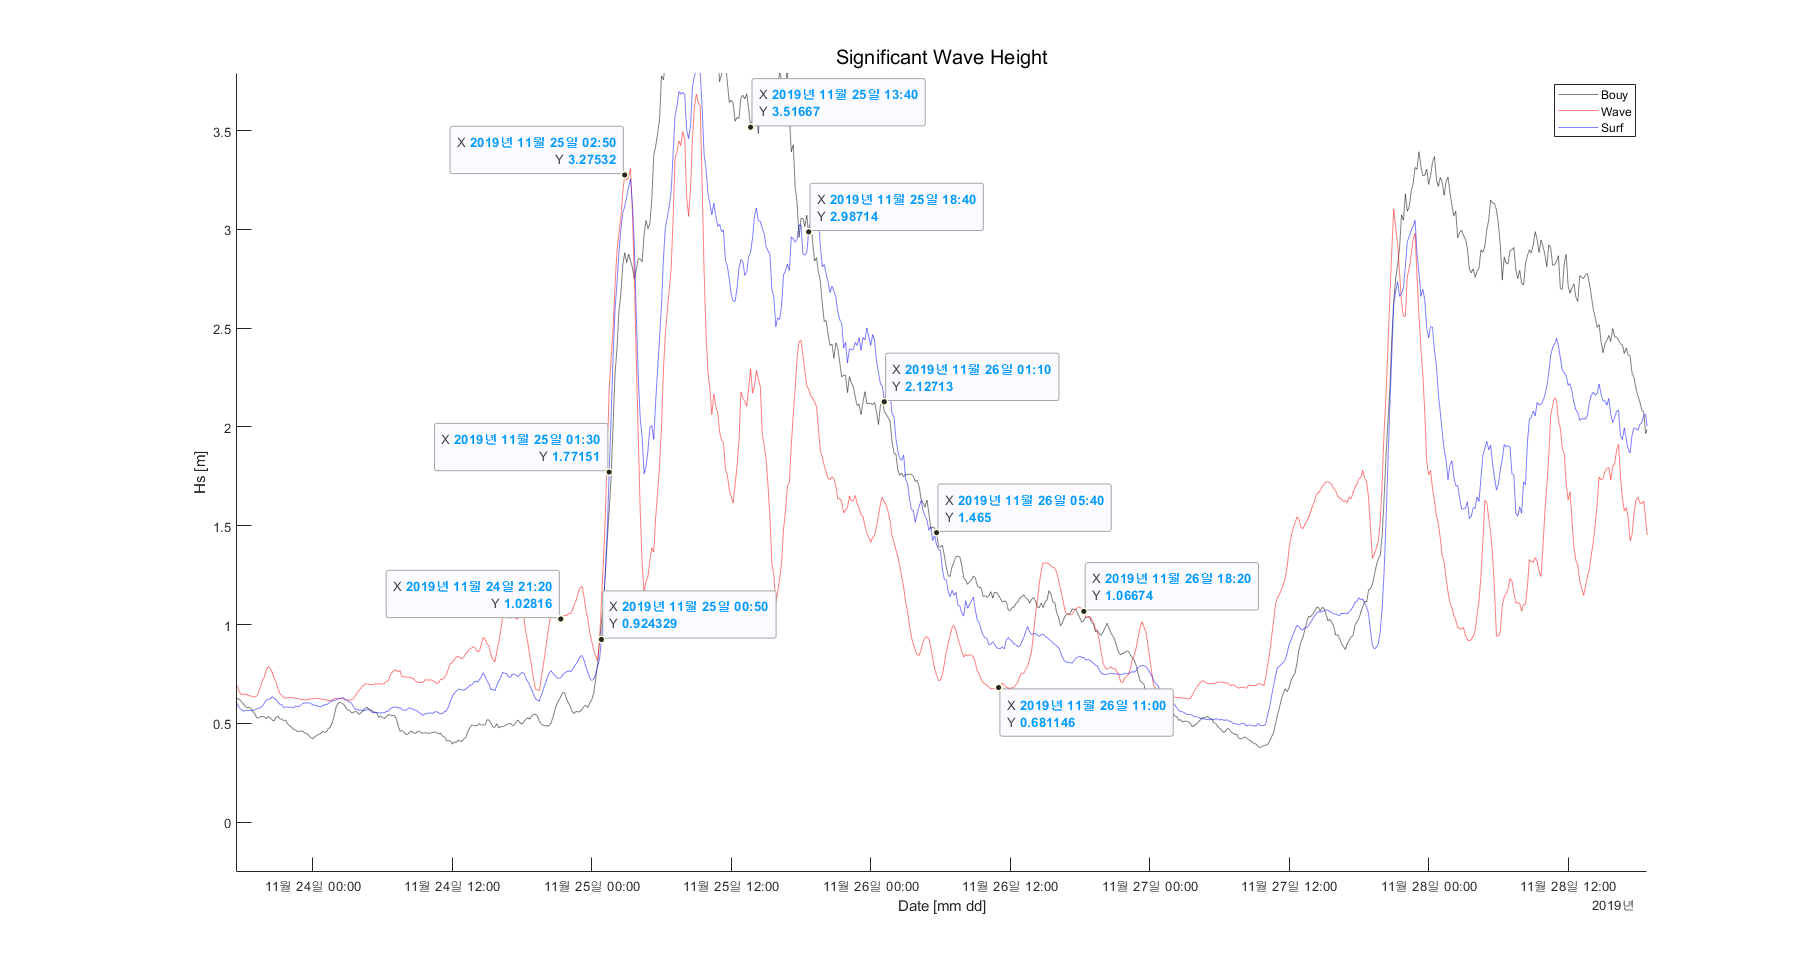 Significant Wave Height
Bouy
Wave
Surf
X 2019년 11월 25일 13:40
Y 3.51667
X 2019년 11월 25일 02:50
Y 3.27532
X 2019년 11월 25일 18:40
Y 2.98714
X 2019년 11월 26일 01:10
Y 2.12713
X 2019년 11월 25일 01:30
Y 1.77151
X 2019년 11월 26일 05:40
Y 1.465
X 2019년 11월 24일 21:20
Y 1.02816
X 2019년 11월 25일 00:50
Y 0.924329
X 2019년 11월 26일 18:20
Y 1.06674
X 2019년 11월 26일 11:00
Y 0.681146
Hs [m]
3.5
3
2.5
2
1.5
1
0.5
0
11월 24일 00:00
11월 24일 12:00
11월 25일 00:00
11월 25일 12:00
11월 26일 00:00
11월 26일 12:00
11월 27일 00:00
11월 27일 12:00
11월 28일 00:00
11월 28일 12:00
Date [mm dd]
2019년